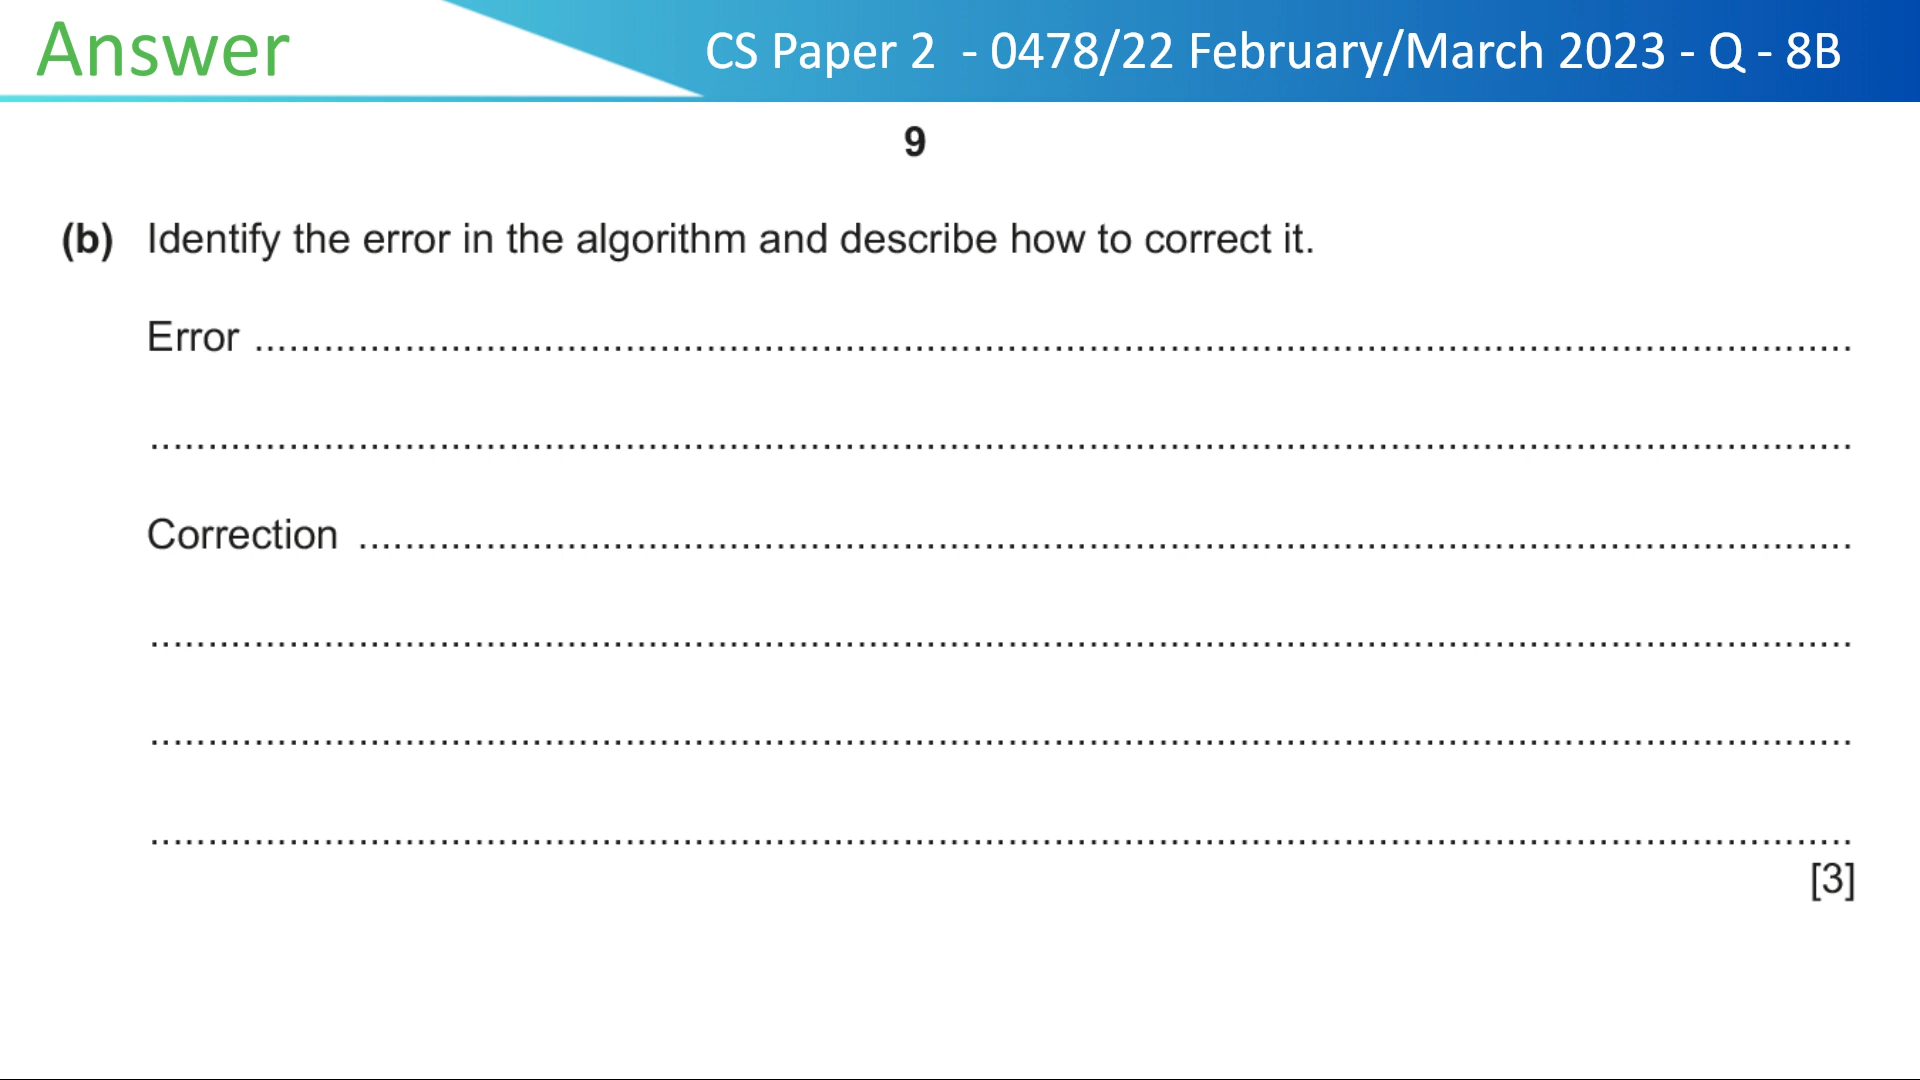 Answer
CS Paper 2 - 0478/22 February/March 2023 - Q - 8B
9
(b) Identify the error in the algorithm and describe how to correct it.
Error ..........................................................................................................................................
....................................................................................................................................................
Correction .................................................................................................................................
....................................................................................................................................................
....................................................................................................................................................
....................................................................................................................................................
[3]